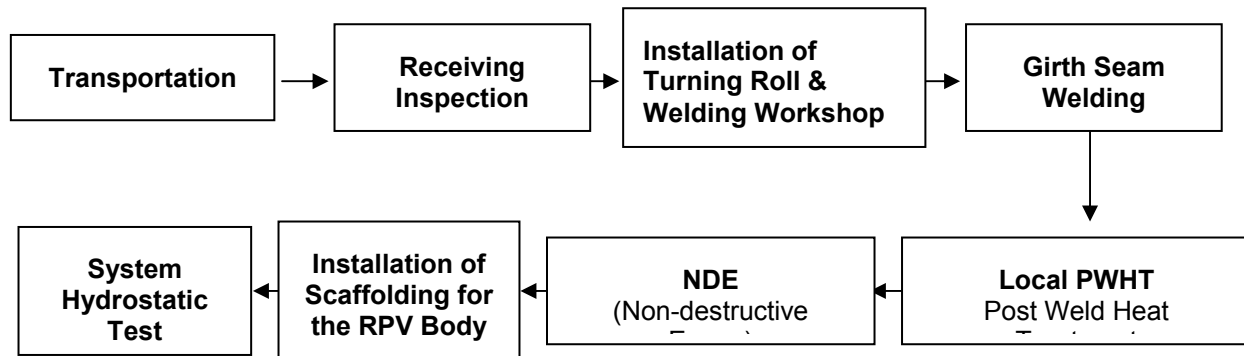 Transportation
Receiving
Inspection
Installation of
Turning Roll &
Welding Workshop
Girth Seam
Welding
System
Hydrostatic
Test
Installation of
Scaffolding for
the RPV Body
NDE
(Non-destructive
Local PWHT
Post Weld Heat